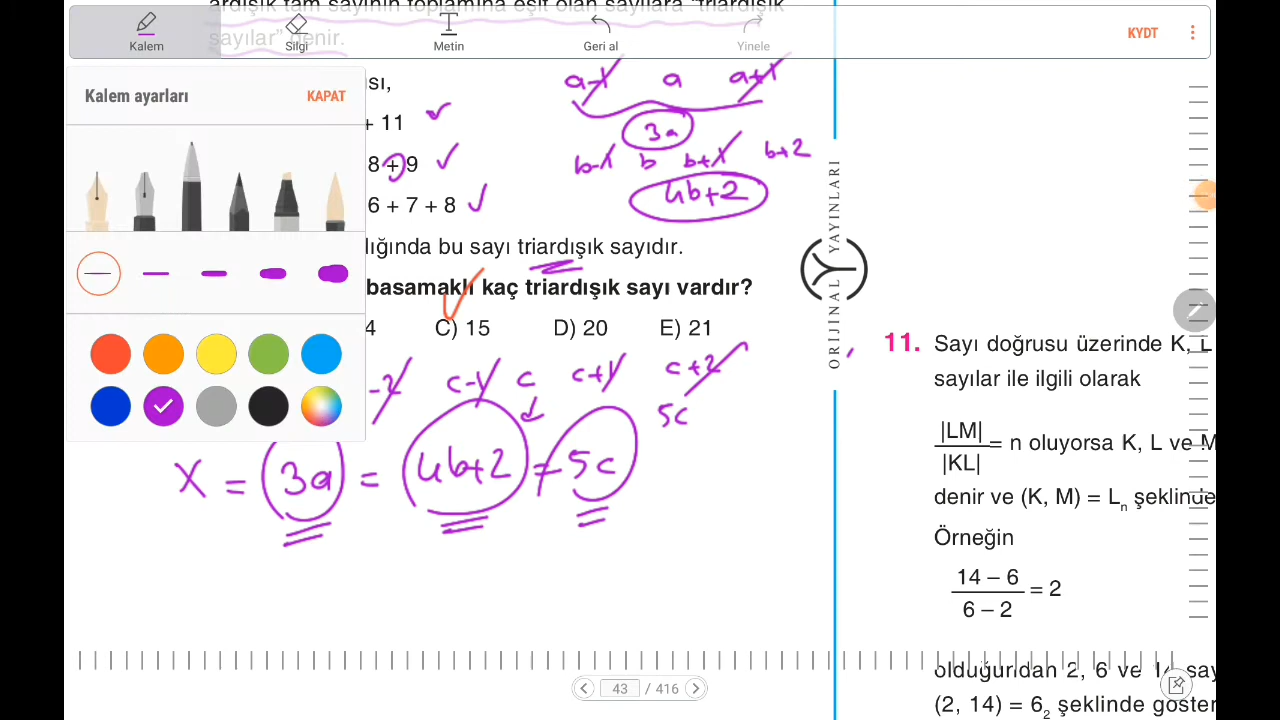 ardışık tam sayının toplamına eşit olan sayılara "triardışık
Kalem
Silgi
Metin
Geri al
Yinele
KYDT
sayılar" denir.
Kalem ayarları
KAPAT
sı,
+ 11
8 + 9
6 + 7 + 8
lığında bu sayı triardışık sayıdır.
basamaklı kaç triardışık sayı vardır?
4
C) 15
D) 20
E) 21
a-1 a a+1
3a
b-1 b b+1 b+2
4b+2
-2 c-1 c c+1 c+2
5c
X = 3a = 4b+2 = 5c
ORİJİNAL YAYINLARI
11. Sayı doğrusu üzerinde K, L
sayılar ile ilgili olarak
|LM|
|KL|
= n oluyorsa K, L ve M
denir ve (K, M) = Ln şeklinde
Örneğin
14 – 6
6 – 2
= 2
olduğundan 2, 6 ve 14 say
(2, 14) = 62 şeklinde göster
43 / 416